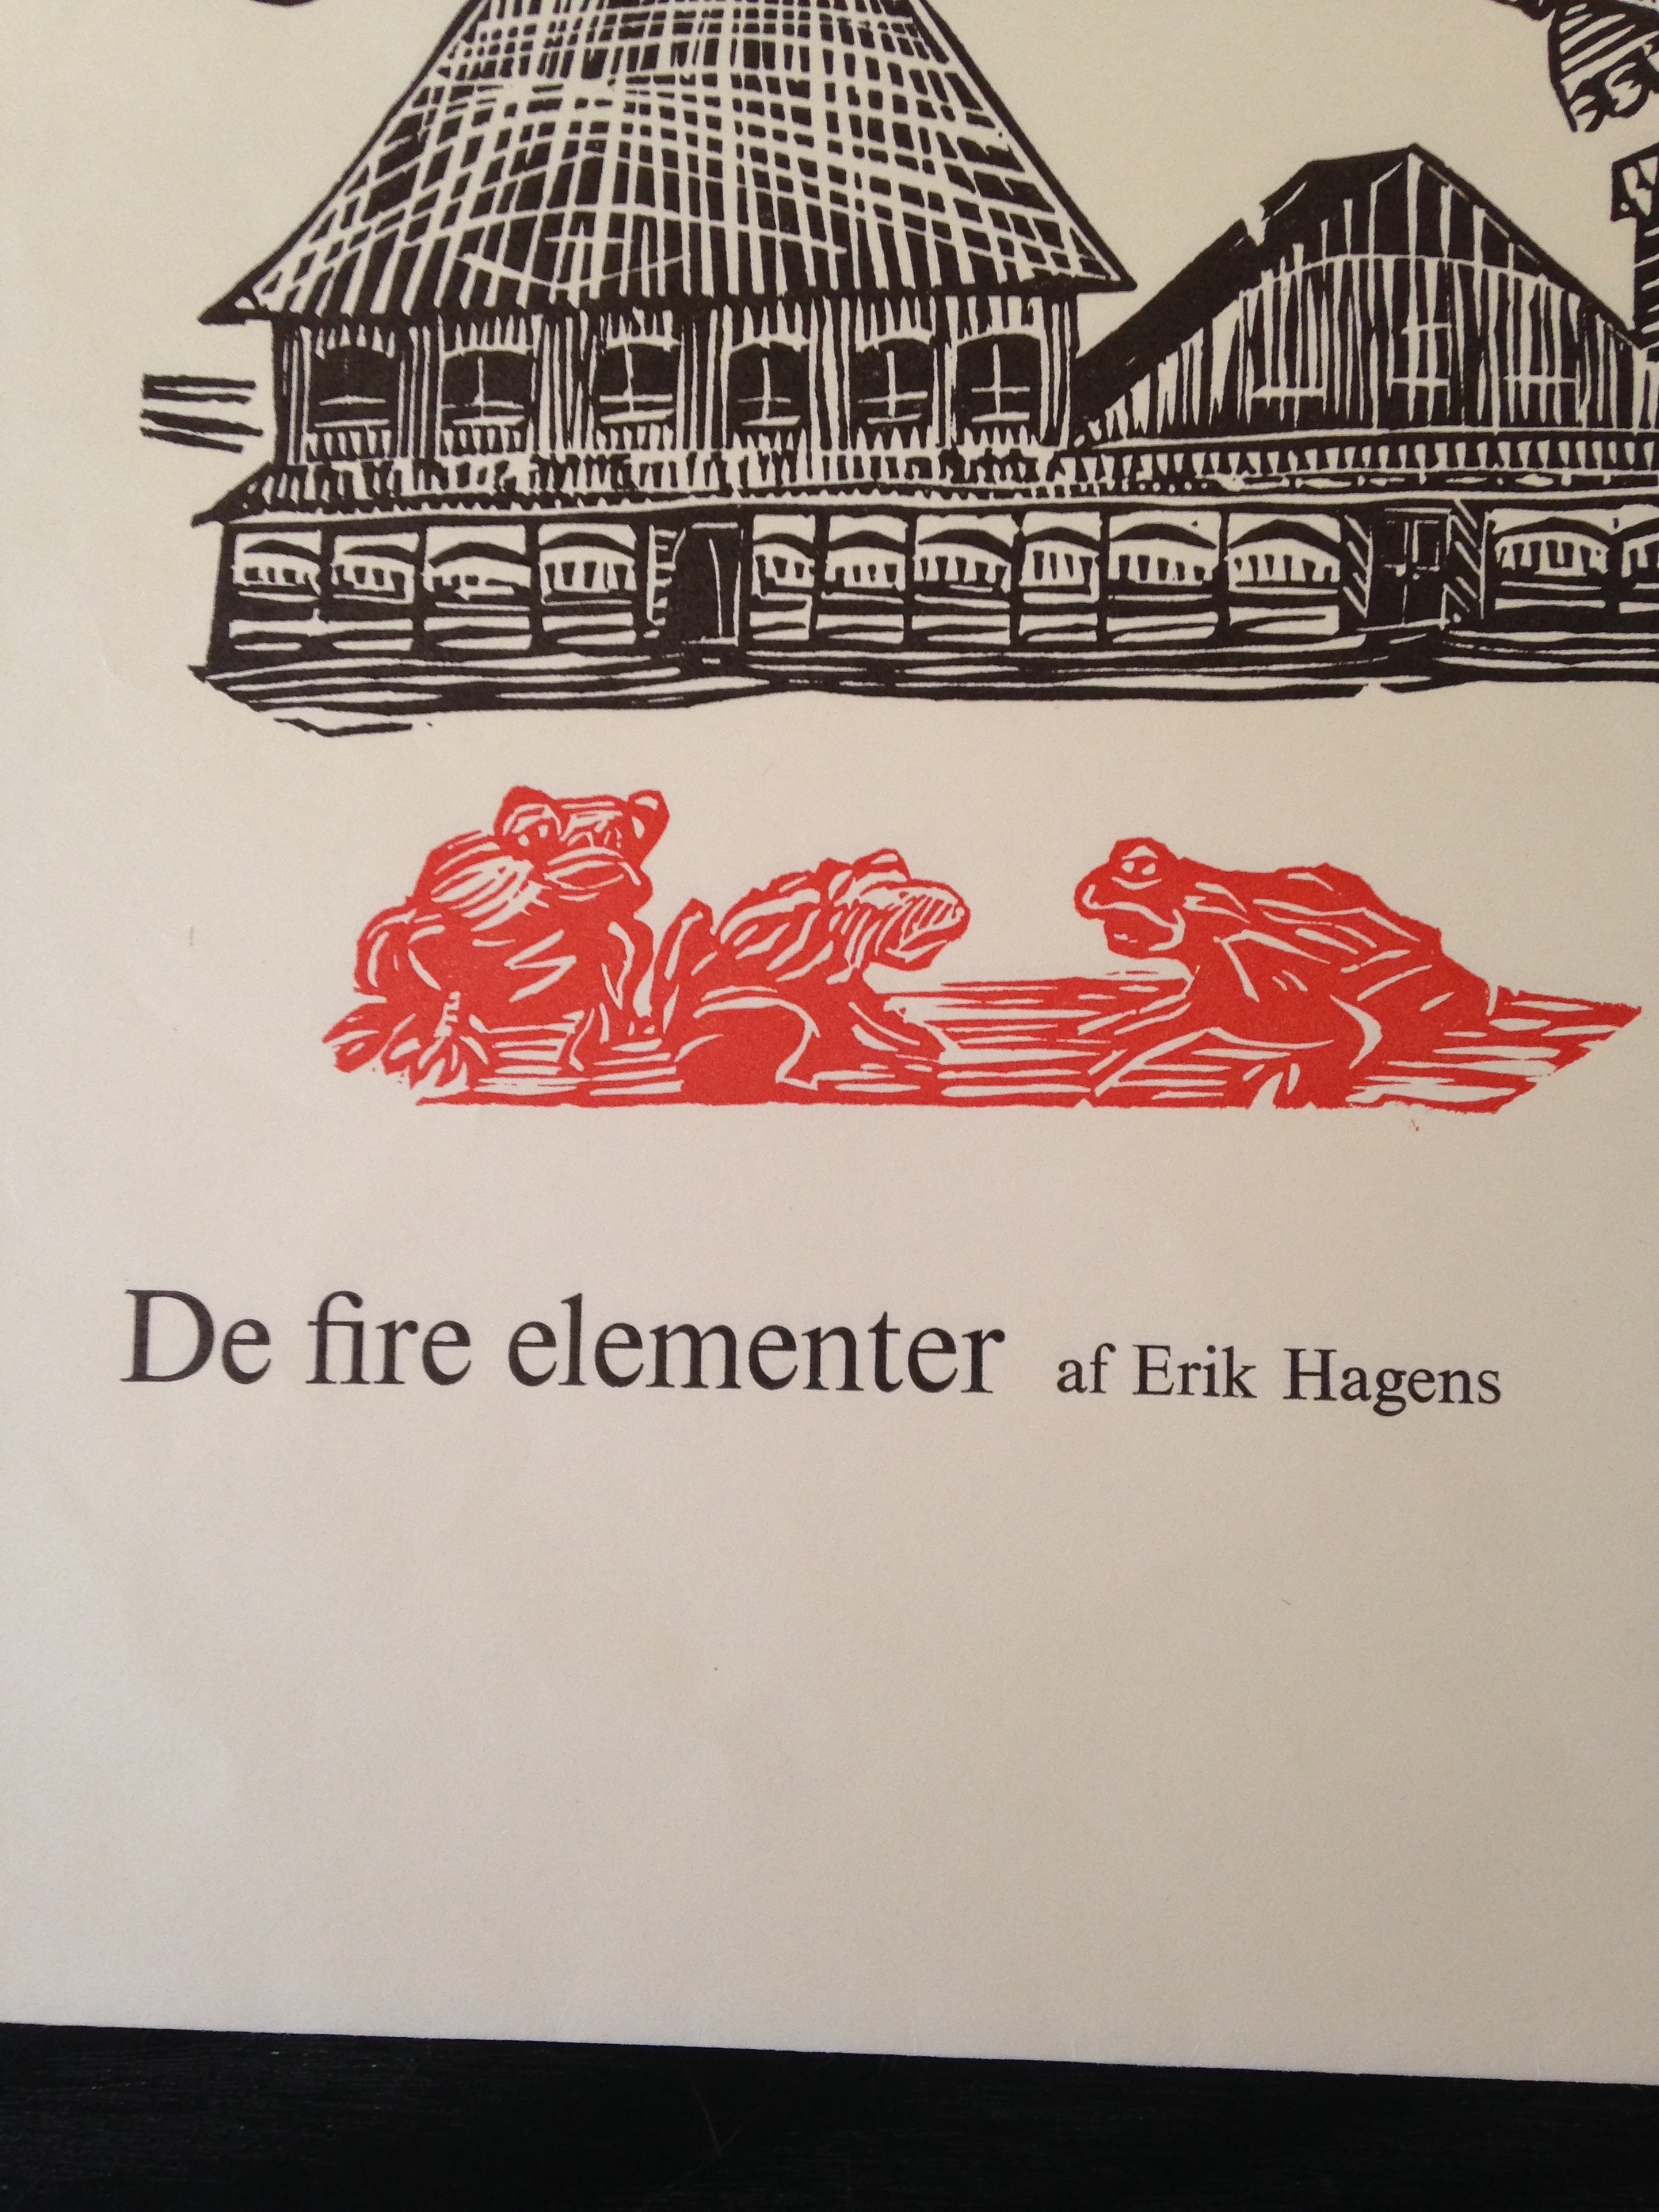 De fire elementer af Erik Hagens